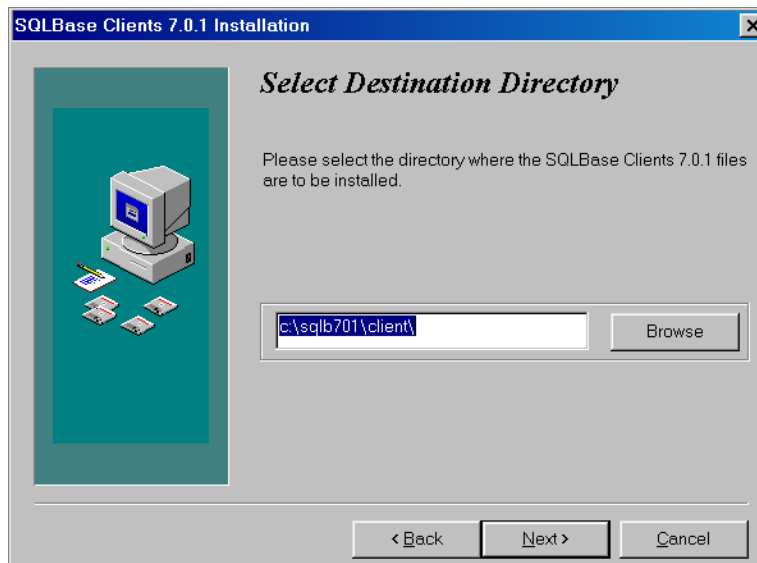 SQLBase Clients 7.0.1 Installation
Select Destination Directory
Please select the directory where the SQLBase Clients 7.0.1 files
are to be installed.
c:\sqlb701\client\
Browse
< Back
Next >
Cancel